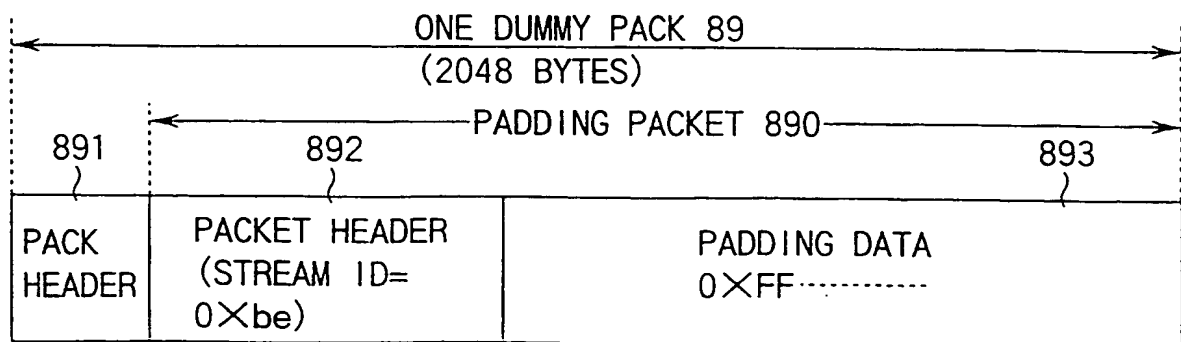 ONE DUMMY PACK 89
(2048 BYTES)
PADDING PACKET 890
891
892
893
PACK
HEADER
PACKET HEADER
(STREAM ID=
0×be)
PADDING DATA
0×FF············